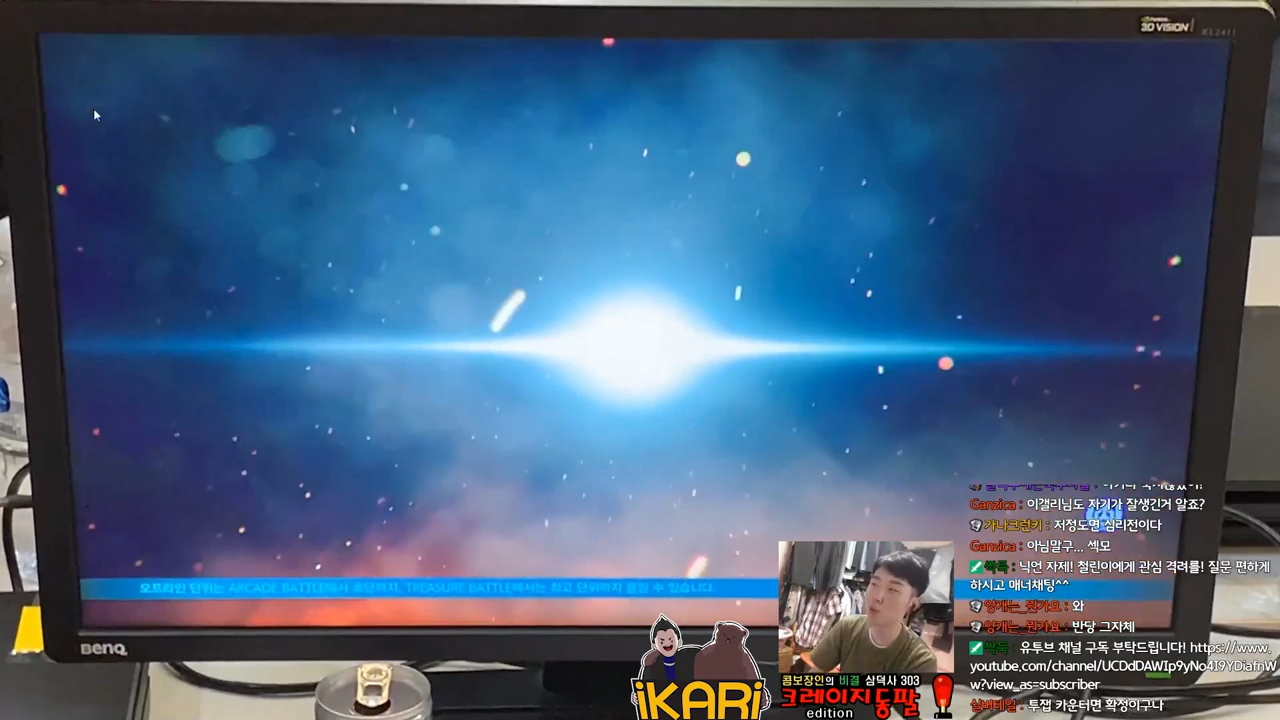 3D VISION
XL2411
오프라인 단위는 ARCADE BATTLE에서 초단까지, TREASURE BATTLE에서는 최고 단위까지 올릴 수 있습니다.
BenQ
Ganzica : 이갤리님도 자기가 잘생긴거 알죠?
가나크런키 : 저정도면 심리전이다
Ganzica : 아님말구... 섹모
싹둑 : 닉언 자제! 철린이에게 관심 격려를! 질문 편하게
하시고 매너채팅^^
양캐는_뭔가요 : 와
양캐는_뭔가요 : 반당 그자체
싹둑 : 유튜브 채널 구독 부탁드립니다! https://www.
youtube.com/channel/UCDdDAWIp9yNo4I9YDiafnW
w?view_as=subscriber
: 투잽 카운터면 확정이구나
iKARi
콤보장인의 비결 삼덕사 303
크레이지동팔
edition